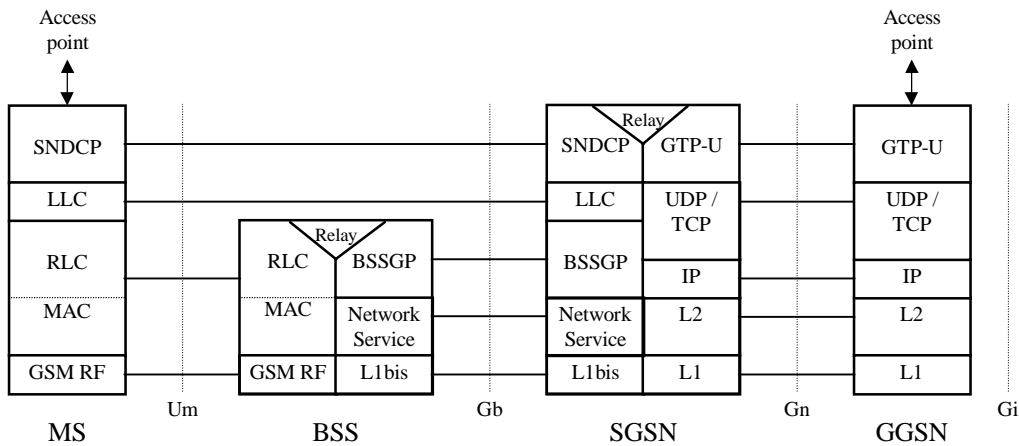 Access
point
Access
point
Relay
SNDCP
SNDCP
GTP-U
GTP-U
LLC
LLC
UDP /
TCP
UDP /
TCP
Relay
RLC
RLC
BSSGP
BSSGP
IP
IP
MAC
MAC
Network
Service
Network
Service
L2
L2
GSM RF
GSM RF
L1bis
L1bis
L1
L1
Um
Gb
Gn
Gi
MS
BSS
SGSN
GGSN